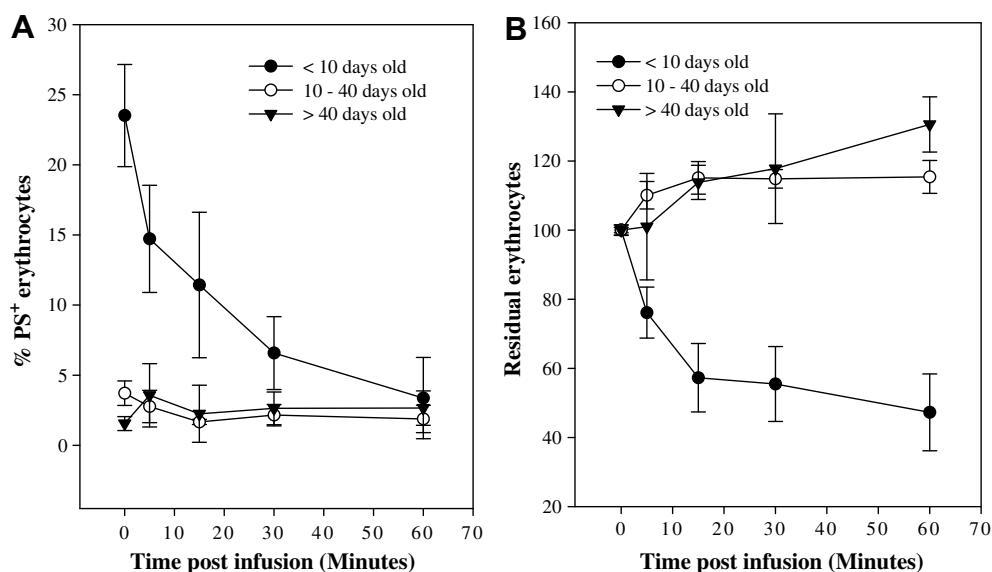 A
% PS+ erythrocytes
30
25
20
15
10
5
0
< 10 days old
10 - 40 days old
> 40 days old
0 10 20 30 40 50 60 70
Time post infusion (Minutes)
B
Residual erythrocytes
160
140
120
100
80
60
40
20
< 10 days old
10 - 40 days old
> 40 days old
0 10 20 30 40 50 60 70
Time post infusion (Minutes)